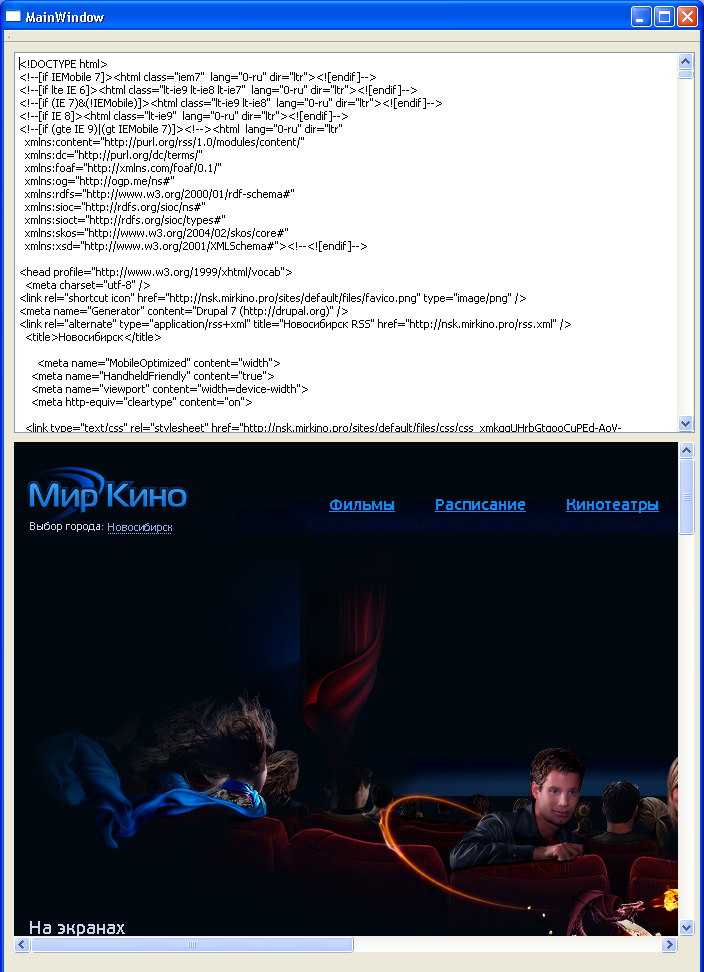 MainWindow
<!DOCTYPE html>
<!--[if IEMobile 7]><html class="iem7"  lang="0-ru" dir="ltr"><![endif]-->
<!--[if lte IE 6]><html class="lt-ie9 lt-ie8 lt-ie7"  lang="0-ru" dir="ltr"><![endif]-->
<!--[if (IE 7)&(!IEMobile)]><html class="lt-ie9 lt-ie8"  lang="0-ru" dir="ltr"><![endif]-->
<!--[if IE 8]><html class="lt-ie9"  lang="0-ru" dir="ltr"><![endif]-->
<!--[if (gte IE 9)|(gt IEMobile 7)]><!--><html  lang="0-ru" dir="ltr"
  xmlns:content="http://purl.org/rss/1.0/modules/content/"
  xmlns:dc="http://purl.org/dc/terms/"
  xmlns:foaf="http://xmlns.com/foaf/0.1/"
  xmlns:og="http://ogp.me/ns#"
  xmlns:rdfs="http://www.w3.org/2000/01/rdf-schema#"
  xmlns:sioc="http://rdfs.org/sioc/ns#"
  xmlns:sioct="http://rdfs.org/sioc/types#"
  xmlns:skos="http://www.w3.org/2004/02/skos/core#"
  xmlns:xsd="http://www.w3.org/2001/XMLSchema#"><!--<![endif]-->
<head profile="http://www.w3.org/1999/xhtml/vocab">
  <meta charset="utf-8" />
<link rel="shortcut icon" href="http://nsk.mirkino.pro/sites/default/files/favico.png" type="image/png" />
<meta name="Generator" content="Drupal 7 (http://drupal.org)" />
<link rel="alternate" type="application/rss+xml" title="Новосибирск RSS" href="http://nsk.mirkino.pro/rss.xml" />
  <title>Новосибирск</title>
    <meta name="MobileOptimized" content="width">
  <meta name="HandheldFriendly" content="true">
  <meta name="viewport" content="width=device-width">
  <meta http-equiv="cleartype" content="on">
  <link type="text/css" rel="stylesheet" href="http://nsk.mirkino.pro/sites/default/files/css/css_xmkqqUHrbGtgooCuPEd-AoV-
Мир Кино
Фильмы Расписание Кинотеатры
Выбор города: Новосибирск
На экранах